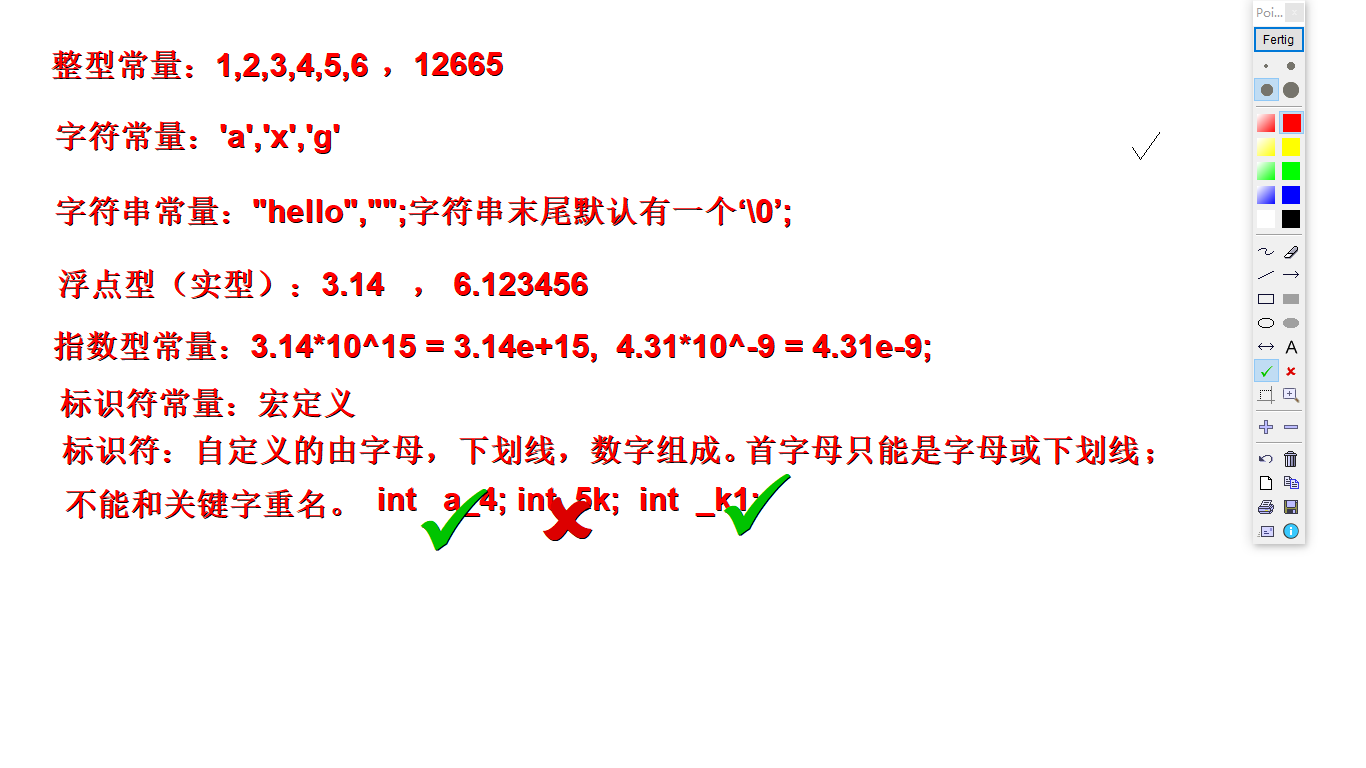 整型常量：1,2,3,4,5,6 ，12665
字符常量：'a','x','g'
字符串常量："hello","";字符串末尾默认有一个‘\0’;
浮点型（实型）：3.14 ， 6.123456
指数型常量：3.14*10^15 = 3.14e+15, 4.31*10^-9 = 4.31e-9;
标识符常量：宏定义
标识符：自定义的由字母，下划线，数字组成。首字母只能是字母或下划线；
不能和关键字重名。 int a_4; int 5k; int _k1;
Poi...
Fertig
A